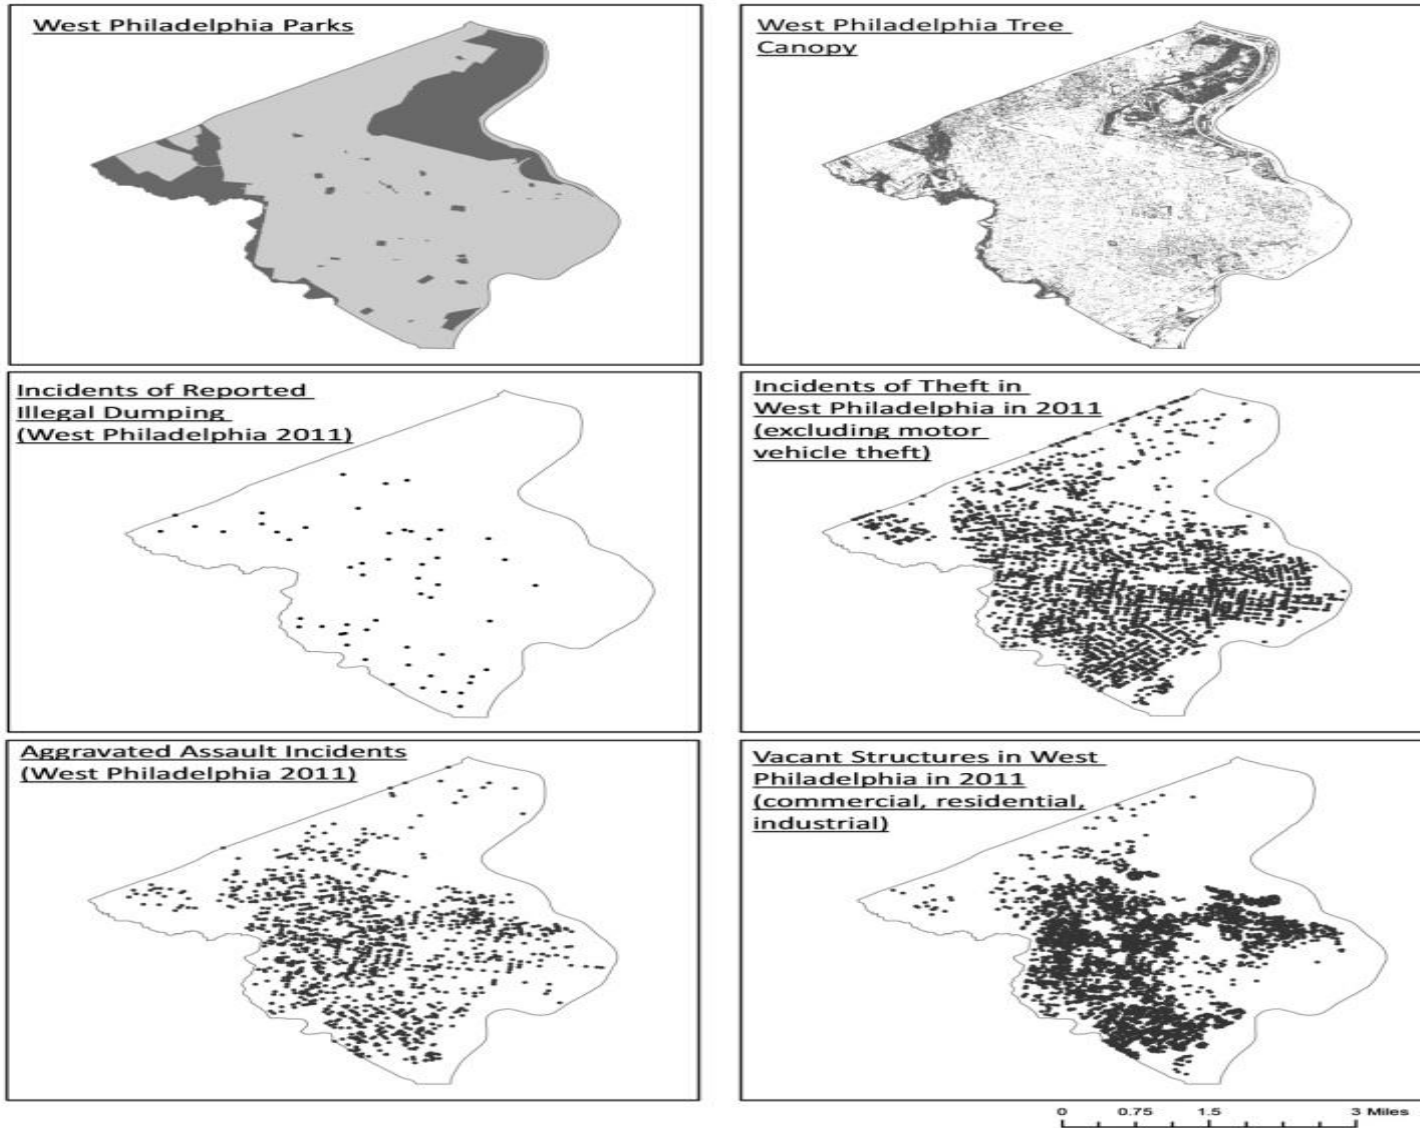 West Philadelphia Parks
West Philadelphia Tree
Canopy
Incidents of Reported
Illegal Dumping
(West Philadelphia 2011)
Incidents of Theft in
West Philadelphia in 2011
(excluding motor
vehicle theft)
Aggravated Assault Incidents
(West Philadelphia 2011)
Vacant Structures in West
Philadelphia in 2011
(commercial, residential,
industrial)
0 0.75 1.5 3 Miles